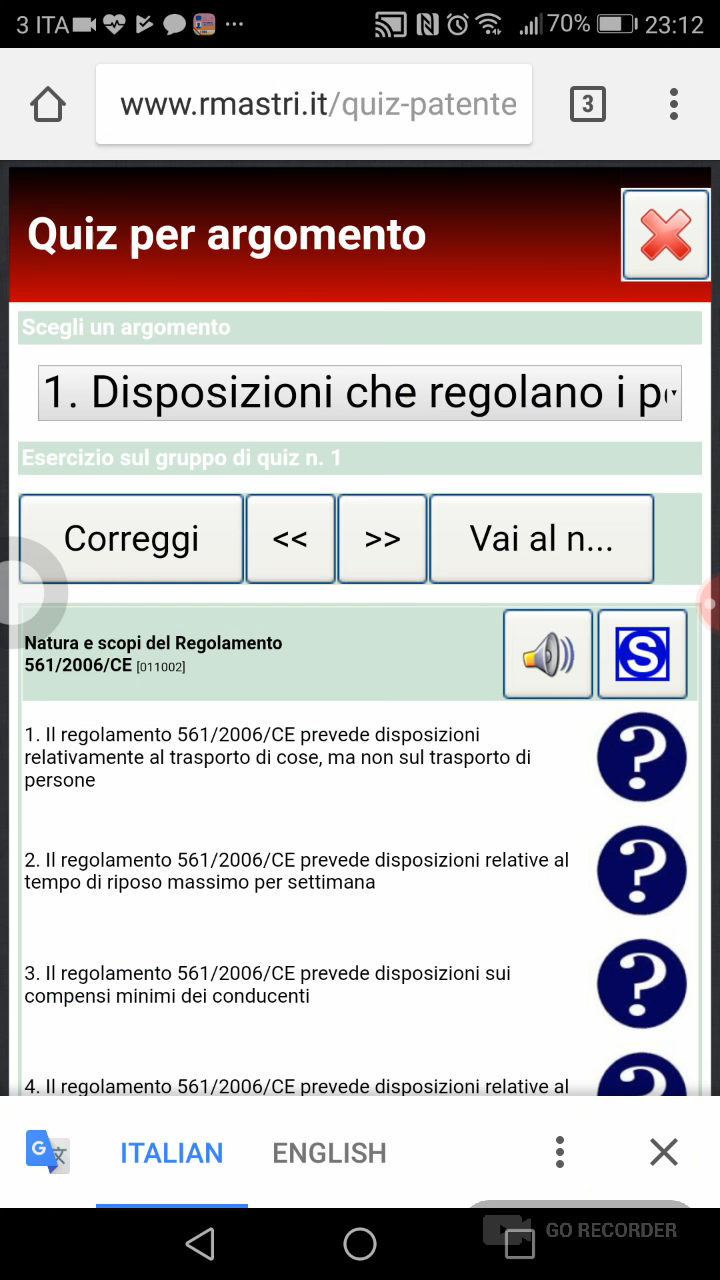 3 ITA ... 70% 23:12
www.rmastri.it/quiz-patente
3
Quiz per argomento
Scegli un argomento
1. Disposizioni che regolano i p
Esercizio sul gruppo di quiz n. 1
Correggi << >> Vai al n...
Natura e scopi del Regolamento
561/2006/CE [011002]
S
1. Il regolamento 561/2006/CE prevede disposizioni
relativamente al trasporto di cose, ma non sul trasporto di
persone
?
2. Il regolamento 561/2006/CE prevede disposizioni relative al
tempo di riposo massimo per settimana
?
3. Il regolamento 561/2006/CE prevede disposizioni sui
compensi minimi dei conducenti
?
4. Il regolamento 561/2006/CE prevede disposizioni relative al
G 文 ITALIAN ENGLISH
GO RECORDER